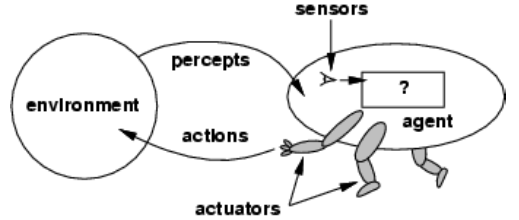 sensors
percepts
environment
?
agent
actions
actuators